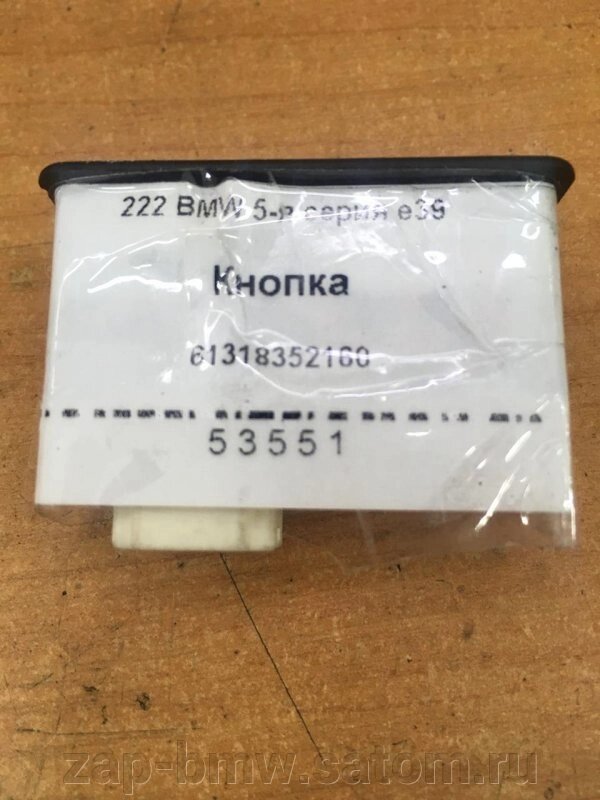 222 BMW 5-я серия е39
Кнопка
61318352160
53551
zap-bmw.satom.ru